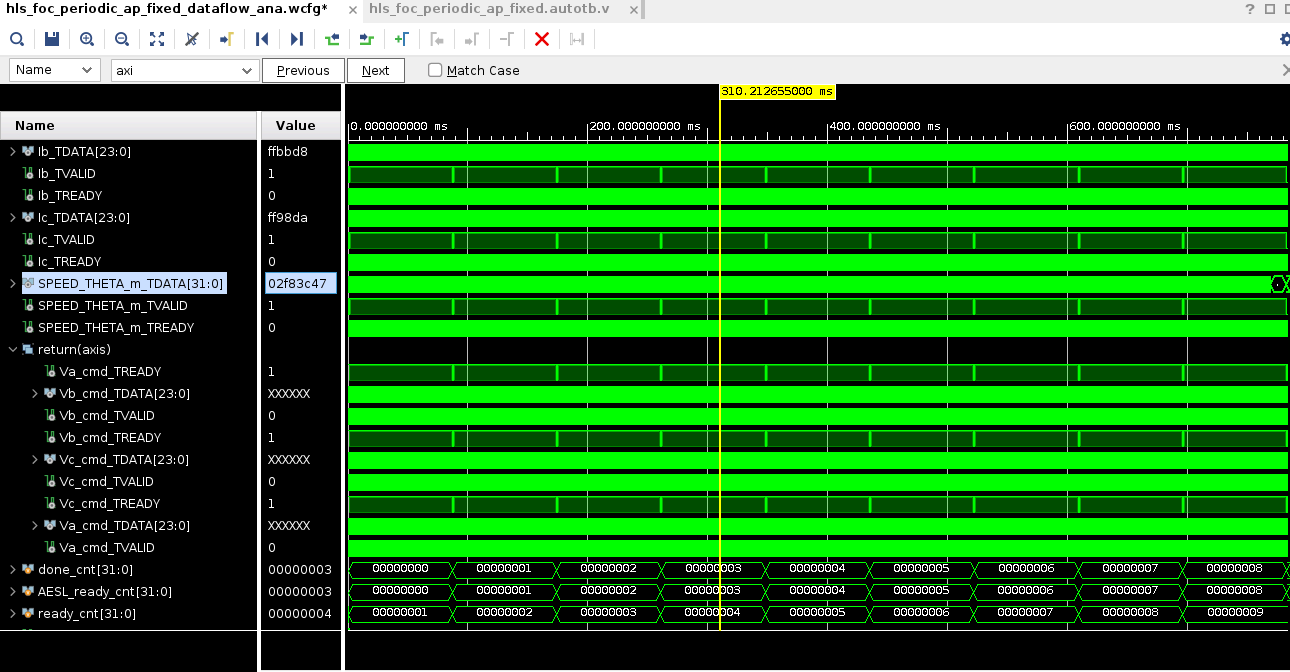 hls_foc_periodic_ap_fixed_dataflow_ana.wcfg* × hls_foc_periodic_ap_fixed.autotb.v ×
Name axi Previous Next Match Case
310.212655000 ms
Name Value 0.000000000 ms 200.000000000 ms 400.000000000 ms 600.000000000 ms
Ib_TDATA[23:0] ffbbd8
Ib_TVALID 1
Ib_TREADY 0
Ic_TDATA[23:0] ff98da
Ic_TVALID 1
Ic_TREADY 0
SPEED_THETA_m_TDATA[31:0] 02f83c47
SPEED_THETA_m_TVALID 1
SPEED_THETA_m_TREADY 0
return(axis)
Va_cmd_TREADY 1
Vb_cmd_TDATA[23:0] XXXXXX
Vb_cmd_TVALID 0
Vb_cmd_TREADY 1
Vc_cmd_TDATA[23:0] XXXXXX
Vc_cmd_TVALID 0
Vc_cmd_TREADY 1
Va_cmd_TDATA[23:0] XXXXXX
Va_cmd_TVALID 0
done_cnt[31:0] 00000003 00000000 00000001 00000002 00000003 00000004 00000005 00000006 00000007 00000008
AESL_ready_cnt[31:0] 00000003 00000000 00000001 00000002 00000003 00000004 00000005 00000006 00000007 00000008
ready_cnt[31:0] 00000004 00000001 00000002 00000003 00000004 00000005 00000006 00000007 00000008 00000009